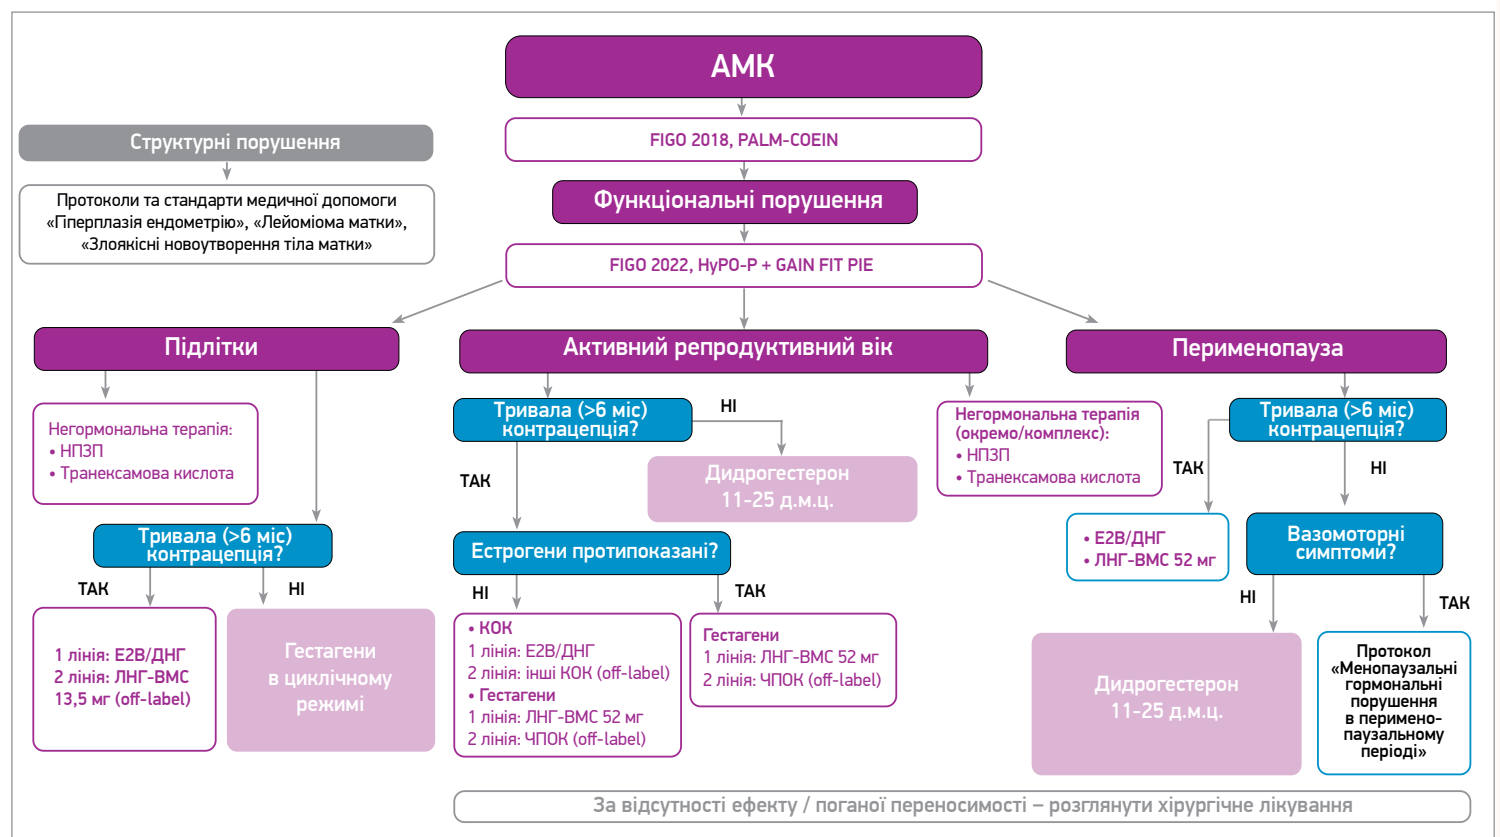 АМК
FIGO 2018, PALM-COEIN
Структурні порушення
Протоколи та стандарти медичної допомоги
«Гіперплазія ендометрію», «Лейоміома матки»,
«Злоякісні новоутворення тіла матки»
Функціональні порушення
FIGO 2022, HyPO-P + GAIN FIT PIE
Підлітки
Негормональна терапія:
• НПЗП
• Транексамова кислота
Тривала (>6 міс)
контрацепція?
ТАК
НІ
1 лінія: Е2В/ДНГ
2 лінія: ЛНГ-ВМС
13,5 мг (off-label)
Гестагени
в циклічному
режимі
Активний репродуктивний вік
Тривала (>6 міс)
контрацепція?
НІ
ТАК
Дидрогестерон
11-25 д.м.ц.
Естрогени протипоказані?
НІ
ТАК
• КОК
1 лінія: Е2В/ДНГ
2 лінія: інші КОК (off-label)
• Гестагени
1 лінія: ЛНГ-ВМС 52 мг
2 лінія: ЧПОК (off-label)
Гестагени
1 лінія: ЛНГ-ВМС 52 мг
2 лінія: ЧПОК (off-label)
Негормональна терапія
(окремо/комплекс):
• НПЗП
• Транексамова кислота
Перименопауза
Тривала (>6 міс)
контрацепція?
ТАК
НІ
• Е2В/ДНГ
• ЛНГ-ВМС 52 мг
Вазомоторні
симптоми?
НІ
ТАК
Дидрогестерон
11-25 д.м.ц.
Протокол
«Менопаузальні
гормональні
порушення
в перимено-
паузальному
періоді»
За відсутності ефекту / поганої переносимості – розглянути хірургічне лікування